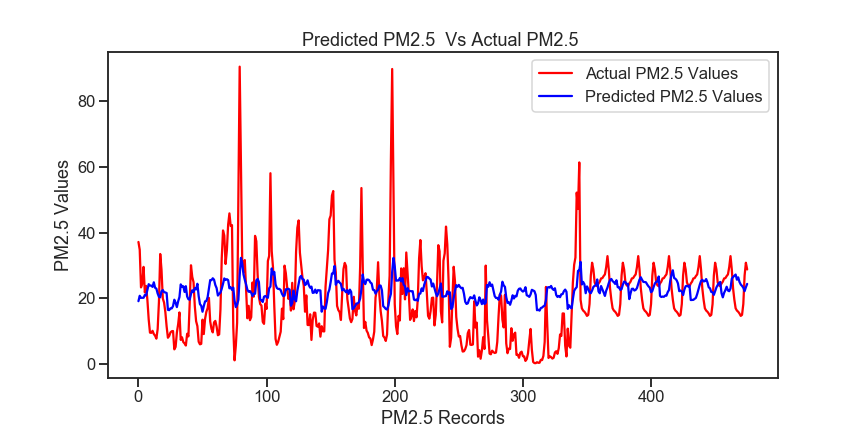 Predicted PM2.5  Vs Actual PM2.5
Actual PM2.5 Values
Predicted PM2.5 Values
PM2.5 Values
80
60
40
20
0
0 100 200 300 400
PM2.5 Records